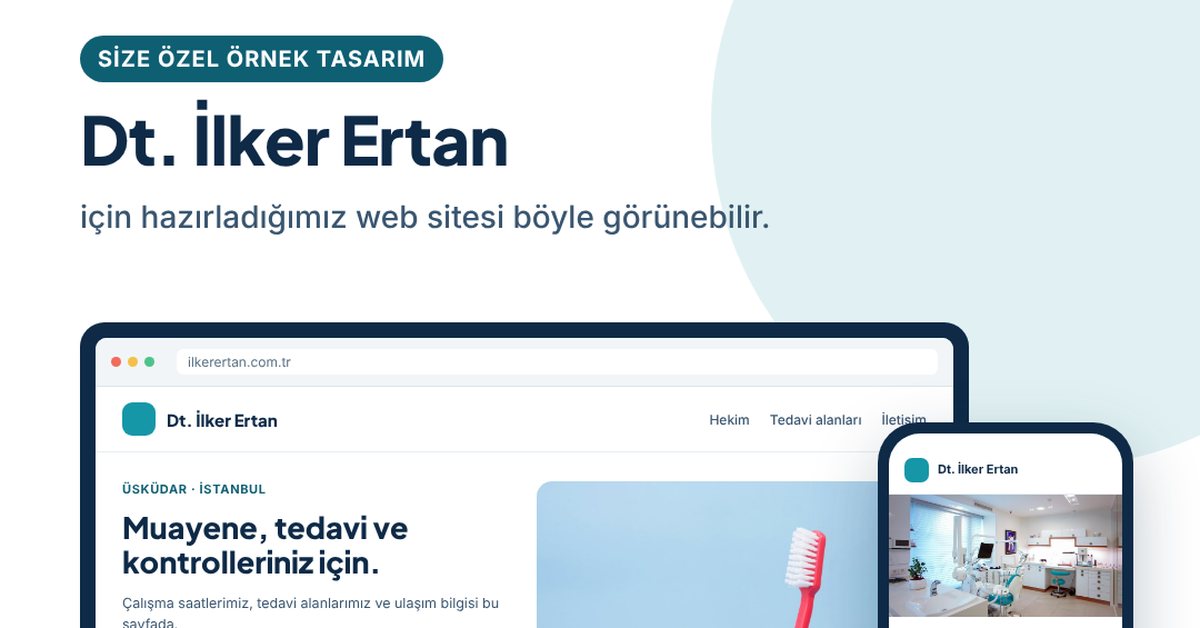 SİZE ÖZEL ÖRNEK TASARIM
Dt. İlker Ertan
için hazırladığımız web sitesi böyle görünebilir.
ilkerertan.com.tr
Dt. İlker Ertan
Hekim Tedavi alanları İletişim
Dt. İlker Ertan
ÜSKÜDAR · İSTANBUL
Muayene, tedavi ve
kontrolleriniz için.
Çalışma saatlerimiz, tedavi alanlarımız ve ulaşım bilgisi bu
sayfada.